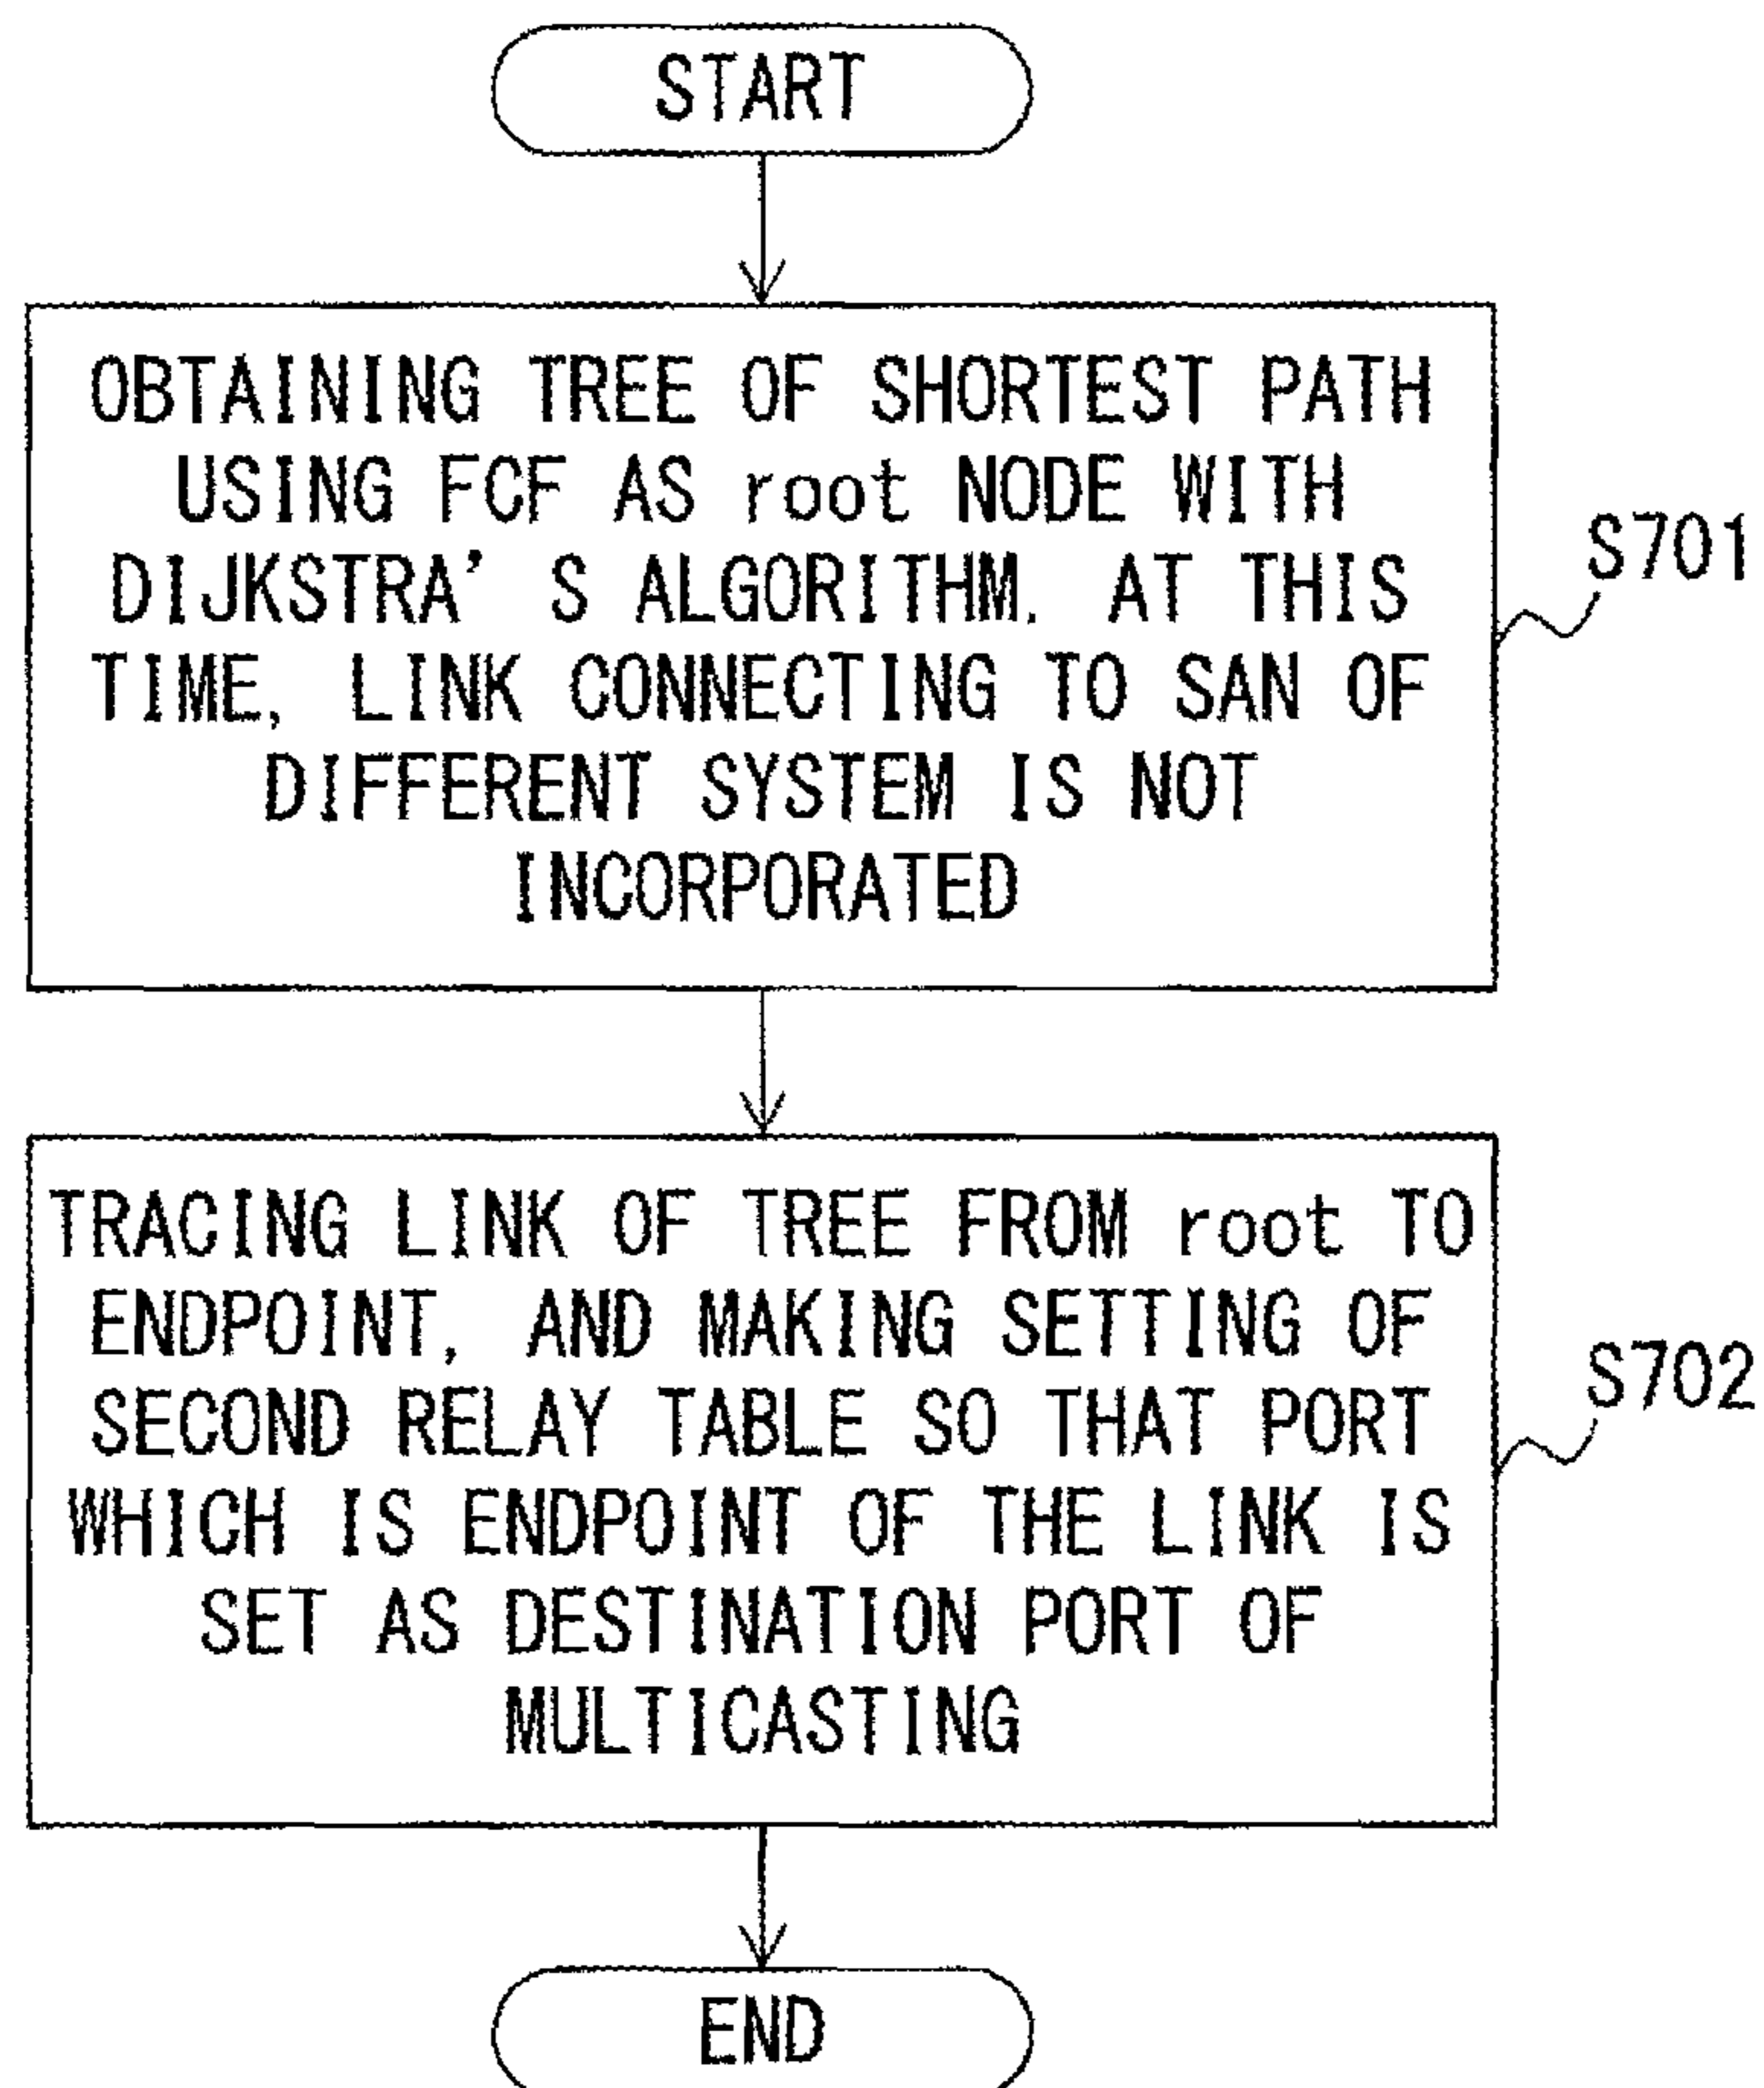 START
OBTAINING TREE OF SHORTEST PATH
USING FCF AS root NODE WITH
DIJKSTRA' S ALGORITHM. AT THIS
TIME, LINK CONNECTING TO SAN OF
DIFFERENT SYSTEM IS NOT
INCORPORATED
S701
TRACING LINK OF TREE FROM root TO
ENDPOINT, AND MAKING SETTING OF
SECOND RELAY TABLE SO THAT PORT
WHICH IS ENDPOINT OF THE LINK IS
SET AS DESTINATION PORT OF
MULTICASTING
S702
END